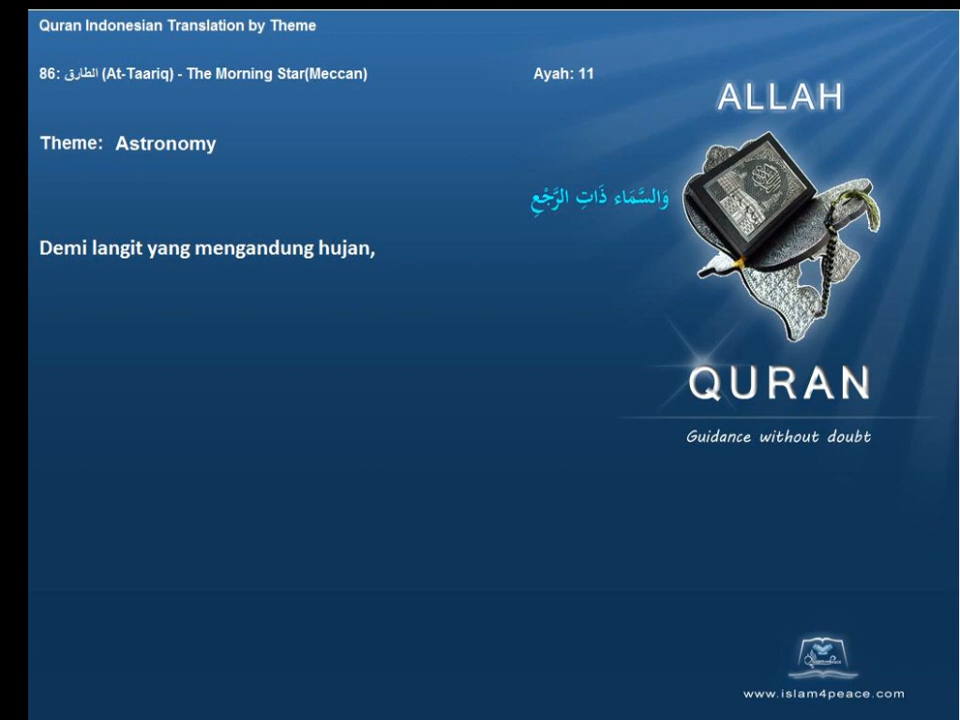 Quran Indonesian Translation by Theme
86: الطارق (At-Taariq) - The Morning Star(Meccan)
Ayah: 11
Theme: Astronomy
وَالسَّمَاء ذَاتِ الرَّجْعِ
Demi langit yang mengandung hujan,
ALLAH
QURAN
Guidance without doubt
www.islam4peace.com